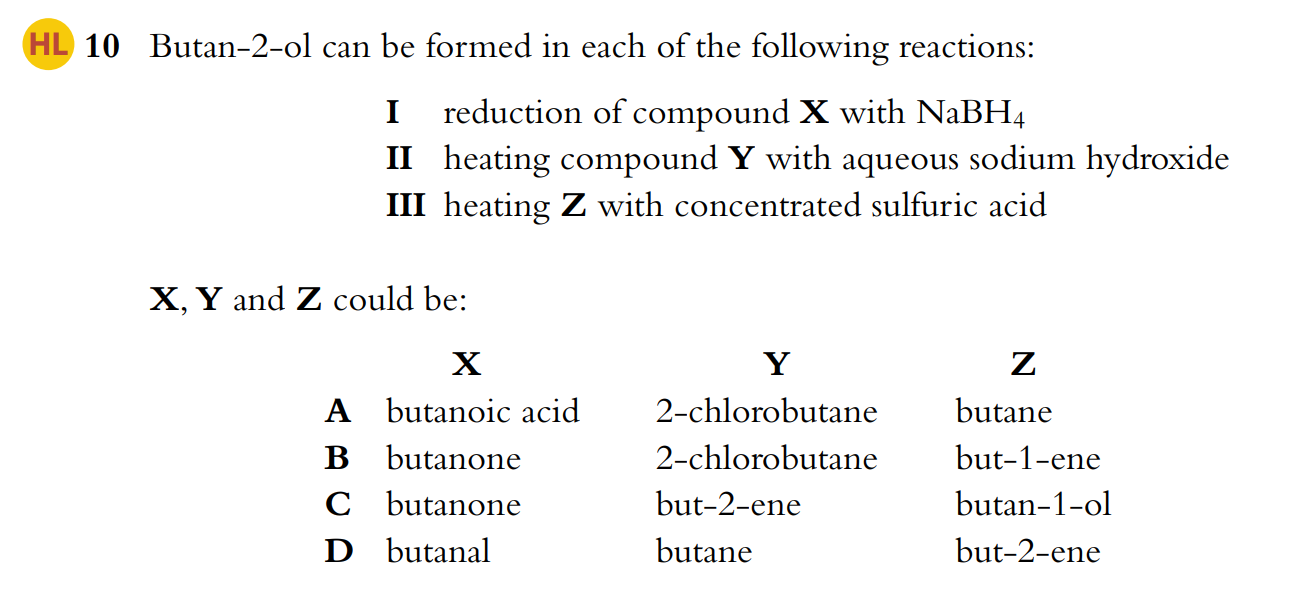 HL 10 Butan-2-ol can be formed in each of the following reactions:
I reduction of compound X with NaBH₄
II heating compound Y with aqueous sodium hydroxide
III heating Z with concentrated sulfuric acid
X, Y and Z could be:
X Y Z
A butanoic acid 2-chlorobutane butane
B butanone 2-chlorobutane but-1-ene
C butanone but-2-ene butan-1-ol
D butanal butane but-2-ene